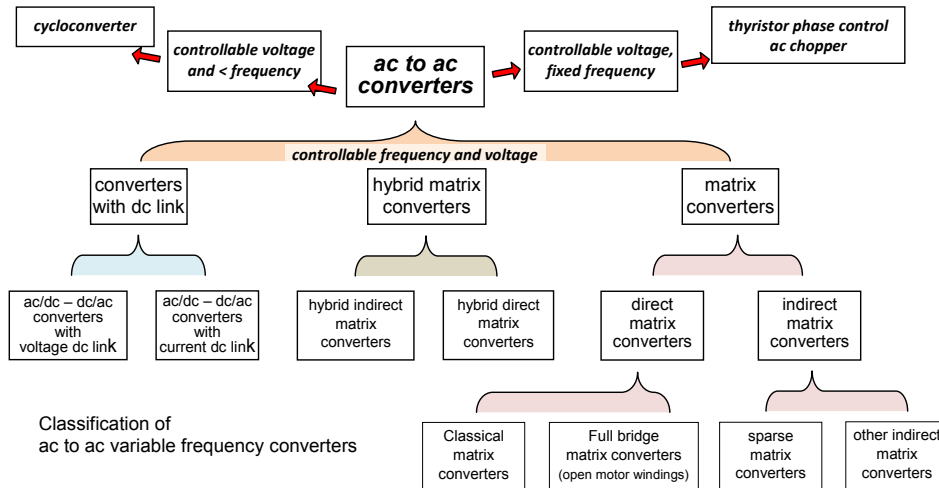 cycloconverter
controllable voltage
and < frequency
ac to ac
converters
controllable voltage,
fixed frequency
thyristor phase control
ac chopper
controllable frequency and voltage
converters
with dc link
hybrid matrix
converters
matrix
converters
ac/dc – dc/ac
converters
with
voltage dc link
ac/dc – dc/ac
converters
with
current dc link
hybrid indirect
matrix
converters
hybrid direct
matrix
converters
direct
matrix
converters
indirect
matrix
converters
Classification of
ac to ac variable frequency converters
Classical
matrix
converters
Full bridge
matrix converters
(open motor windings)
sparse
matrix
converters
other indirect
matrix
converters